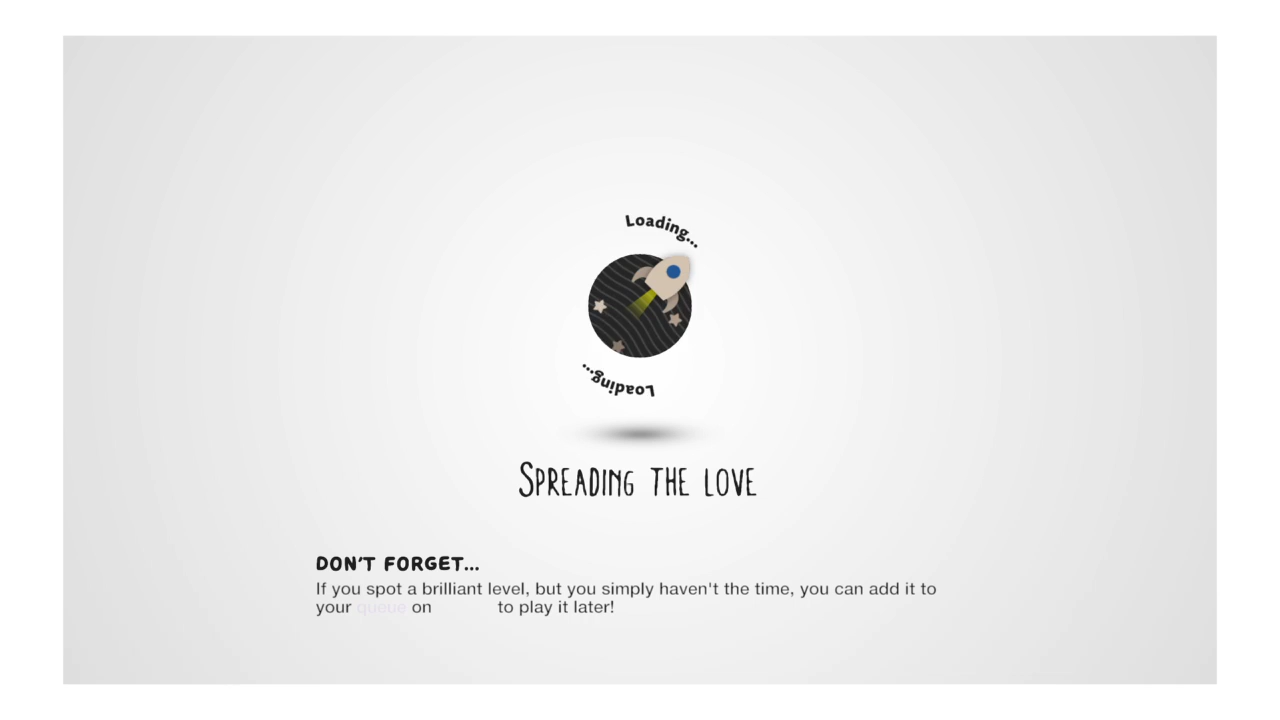 Loading...
Loading...
SPREADING THE LOVE
DON'T FORGET...
If you spot a brilliant level, but you simply haven't the time, you can add it to
your queue on to play it later!